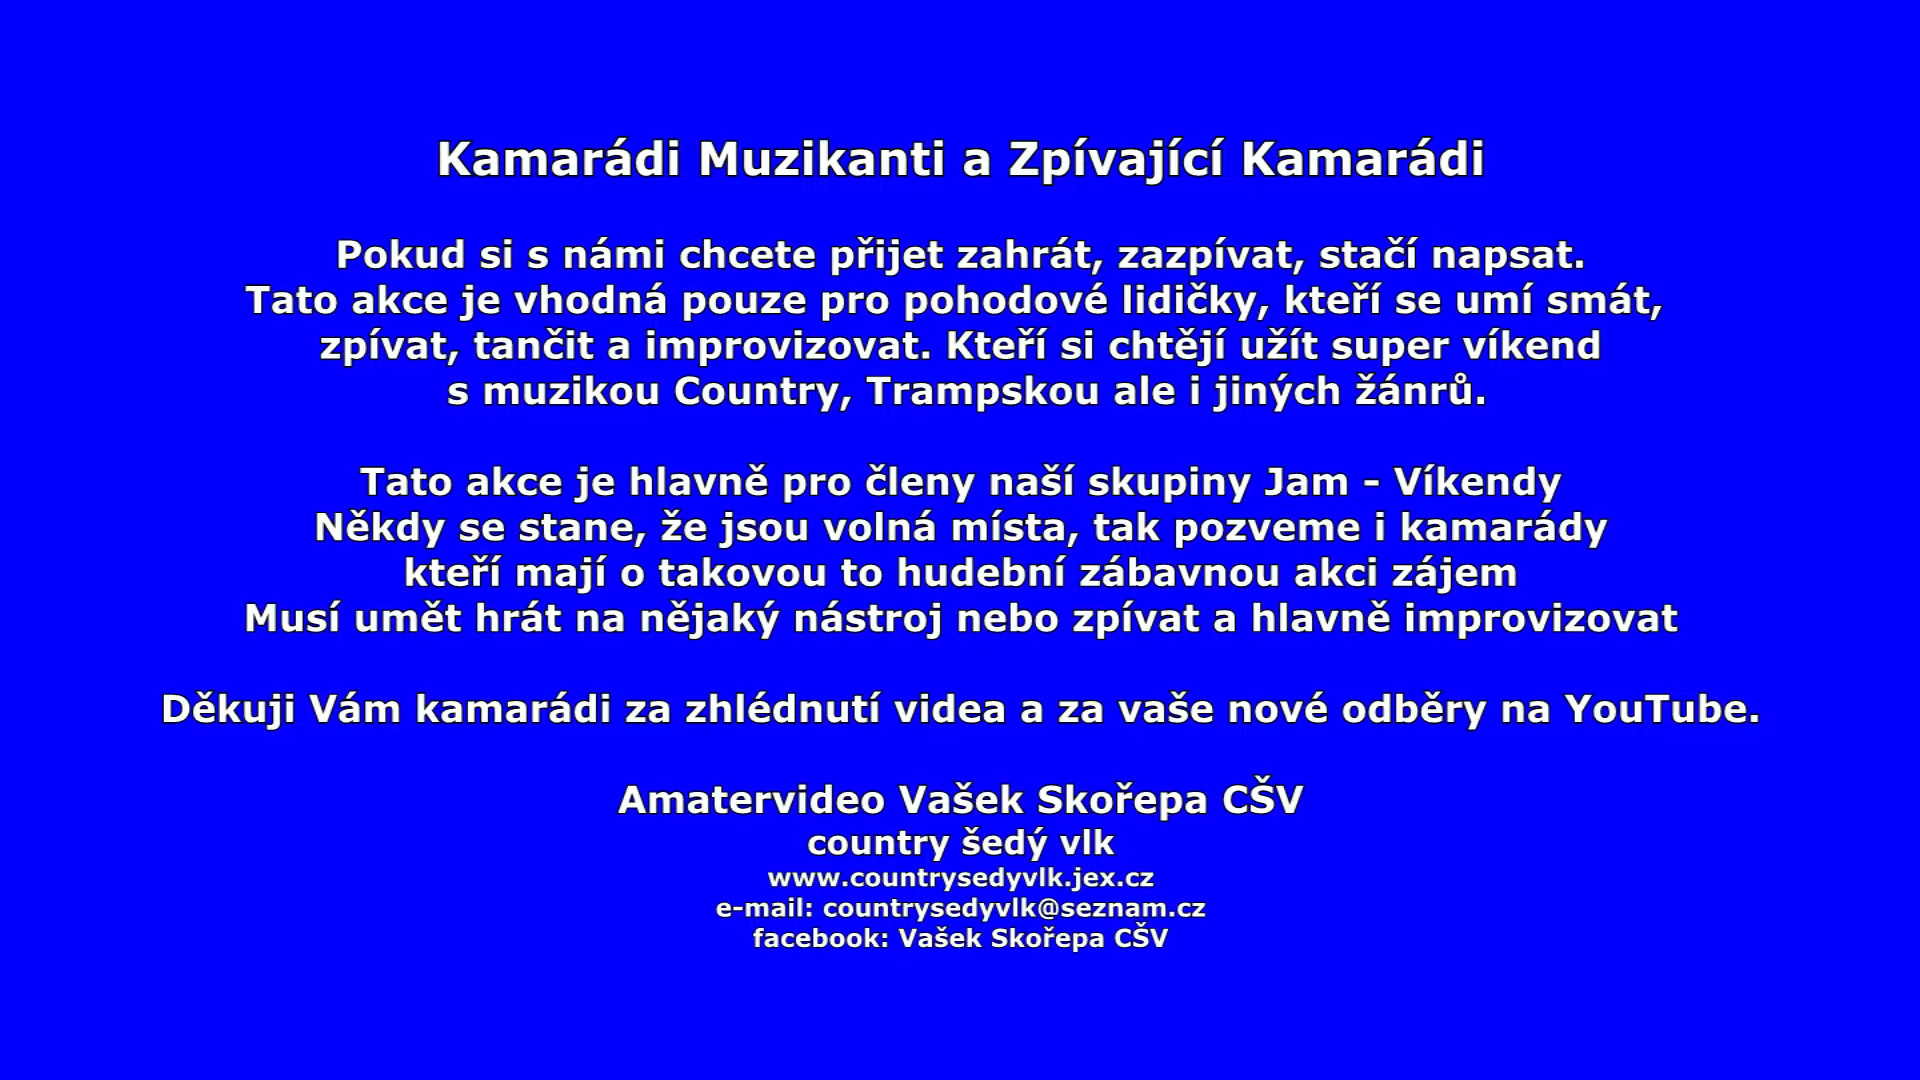 Kamarádi Muzikanti a Zpívající Kamarádi
Pokud si s námi chcete přijet zahrát, zazpívat, stačí napsat.
Tato akce je vhodná pouze pro pohodové lidičky, kteří se umí smát,
zpívat, tančit a improvizovat. Kteří si chtějí užít super víkend
s muzikou Country, Trampskou ale i jiných žánrů.
Tato akce je hlavně pro členy naší skupiny Jam - Víkendy
Někdy se stane, že jsou volná místa, tak pozveme i kamarády
kteří mají o takovou to hudební zábavnou akci zájem
Musí umět hrát na nějaký nástroj nebo zpívat a hlavně improvizovat
Děkuji Vám kamarádi za zhlédnutí videa a za vaše nové odběry na YouTube.
Amatervideo Vašek Skořepa CŠV
country šedý vlk
www.countrysedyvlk.jex.cz
e-mail: countrysedyvlk@seznam.cz
facebook: Vašek Skořepa CŠV